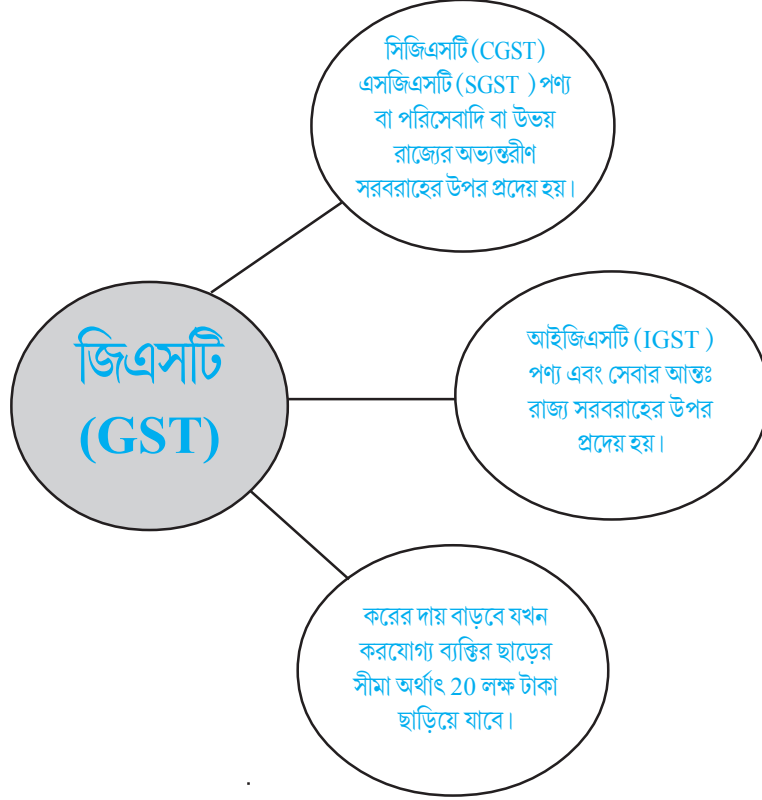 সিজিএসটি (CGST)
এসজিএসটি (SGST ) পণ্য
বা পরিসেবাদি বা উভয়
রাজ্যের অভ্যন্তরীণ
সরবরাহের উপর প্রদেয় হয়।
জিএসটি
(GST)
আইজিএসটি (IGST )
পণ্য এবং সেবার আন্তঃ
রাজ্য সরবরাহের উপর
প্রদেয় হয়।
করের দায় বাড়বে যখন
করযোগ্য ব্যক্তির ছাড়ের
সীমা অর্থাৎ 20 লক্ষ টাকা
ছাড়িয়ে যাবে।